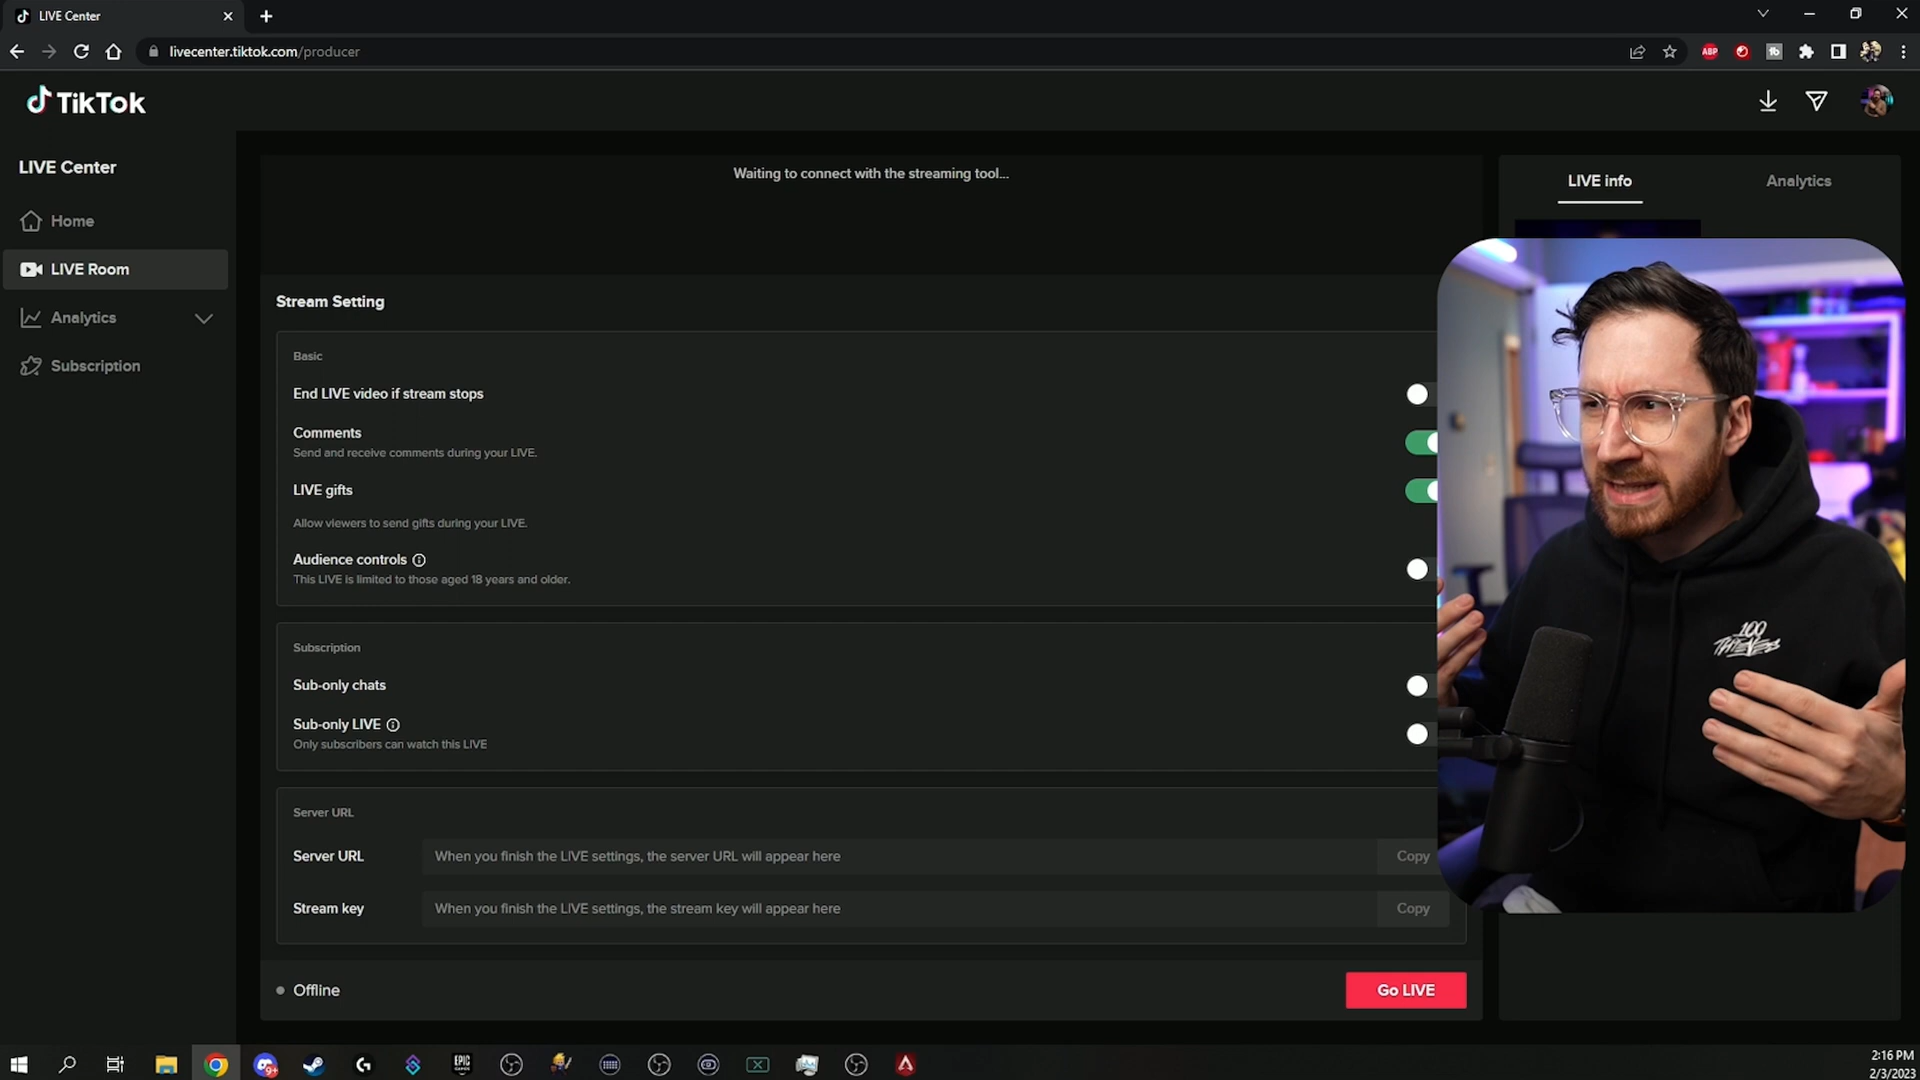 LIVE Center
livecenter.tiktok.com/producer
ABP
TikTok
LIVE Center
Home
LIVE Room
Analytics
Subscription
Waiting to connect with the streaming tool...
LIVE info
Analytics
Stream Setting
Basic
End LIVE video if stream stops
Comments
Send and receive comments during your LIVE.
LIVE gifts
Allow viewers to send gifts during your LIVE.
Audience controls
This LIVE is limited to those aged 18 years and older.
Subscription
Sub-only chats
Sub-only LIVE
Only subscribers can watch this LIVE
Server URL
Server URL
When you finish the LIVE settings, the server URL will appear here
Copy
Stream key
When you finish the LIVE settings, the stream key will appear here
Copy
Offline
Go LIVE
100
THIEVES
9+
EPIC
GAMES
2:16 PM
2/3/2023